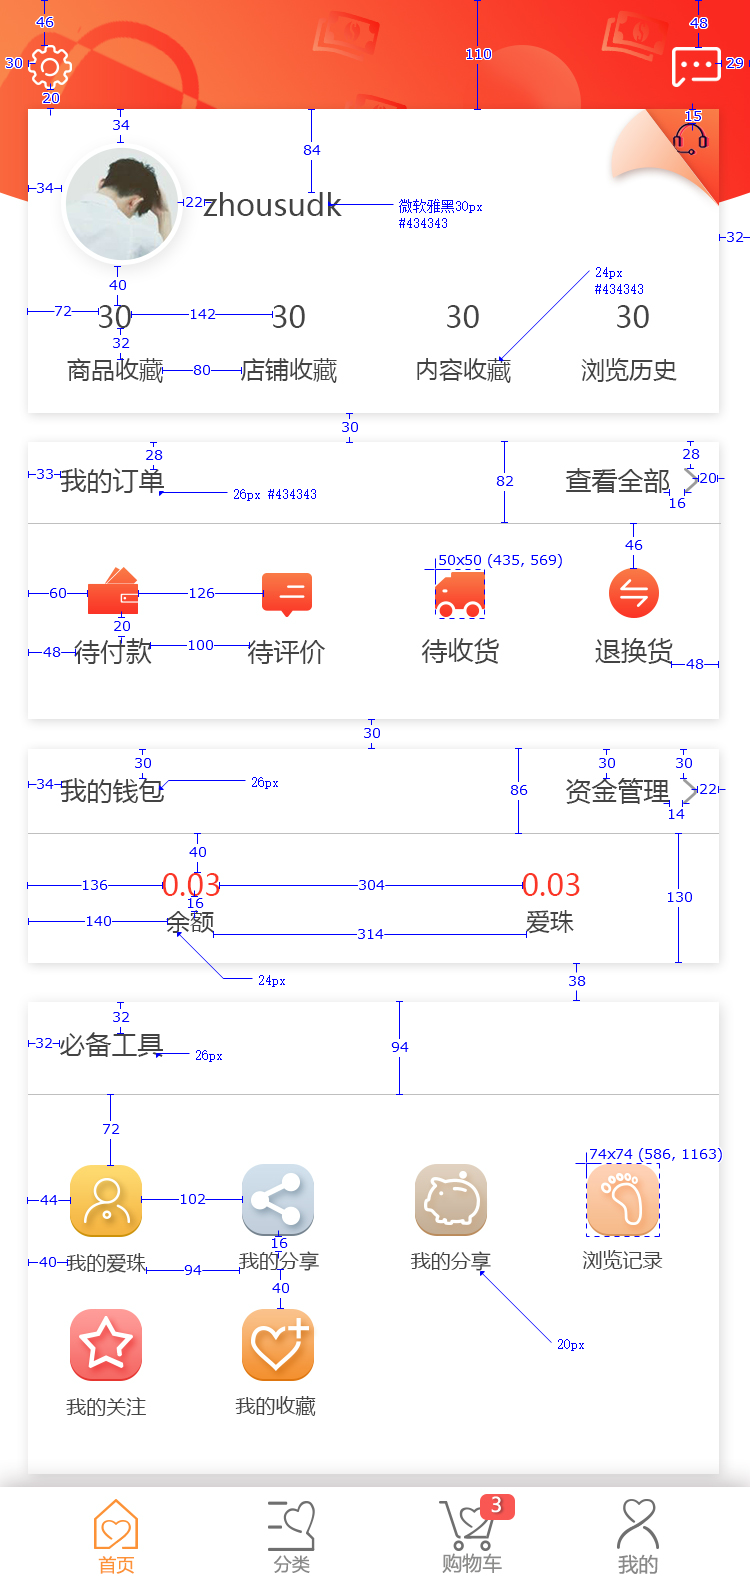 46
48
30
110
29
20
15
34
84
34
22
zhousudk
微软雅黑30px
#434343
32
40
24px
#434343
72
30
142
30
30
30
32
商品收藏
80
店铺收藏
内容收藏
浏览历史
30
28
28
33
我的订单
82
查看全部
20
26px #434343
16
46
50x50 (435, 569)
60
126
20
48
待付款
100
待评价
待收货
退换货
48
30
30
30
30
34
我的钱包
26px
86
资金管理
22
14
40
136
0.03
304
0.03
130
16
140
余额
314
爱珠
24px
38
32
32
必备工具
26px
94
72
74x74 (586, 1163)
44
102
16
40
我的爱珠
94
我的分享
我的分享
浏览记录
40
20px
我的关注
我的收藏
3
首页
分类
购物车
我的